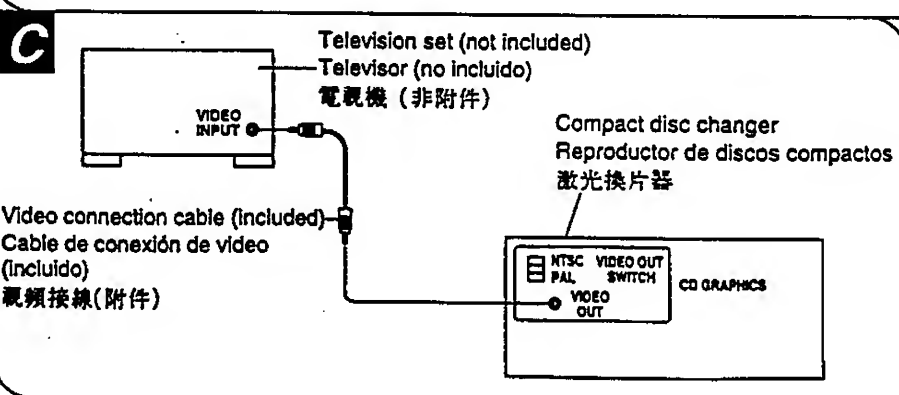 C
Television set (not included)
Televisor (no incluido)
電視機（非附件）
VIDEO
INPUT
Compact disc changer
Reproductor de discos compactos
激光換片器
Video connection cable (included)
Cable de conexión de video
(incluido)
視頻接線(附件)
NTSC VIDEO OUT
PAL SWITCH
CD GRAPHICS
VIDEO
OUT